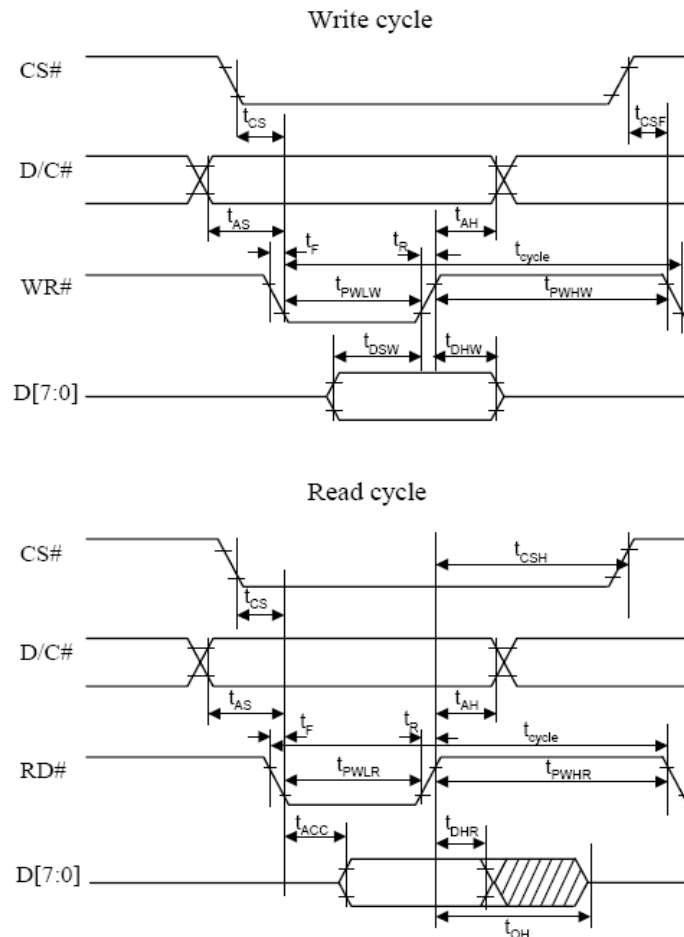 Write cycle
CS#
tCS
tCSF
D/C#
tAS
tAH
tF
tR
tcycle
WR#
tPWLW
tPWHW
tDSW
tDHW
D[7:0]
Read cycle
CS#
tCSH
tCS
D/C#
tAS
tAH
tF
tR
tcycle
RD#
tPWLR
tPWHR
tACC
tDHR
D[7:0]
tOH